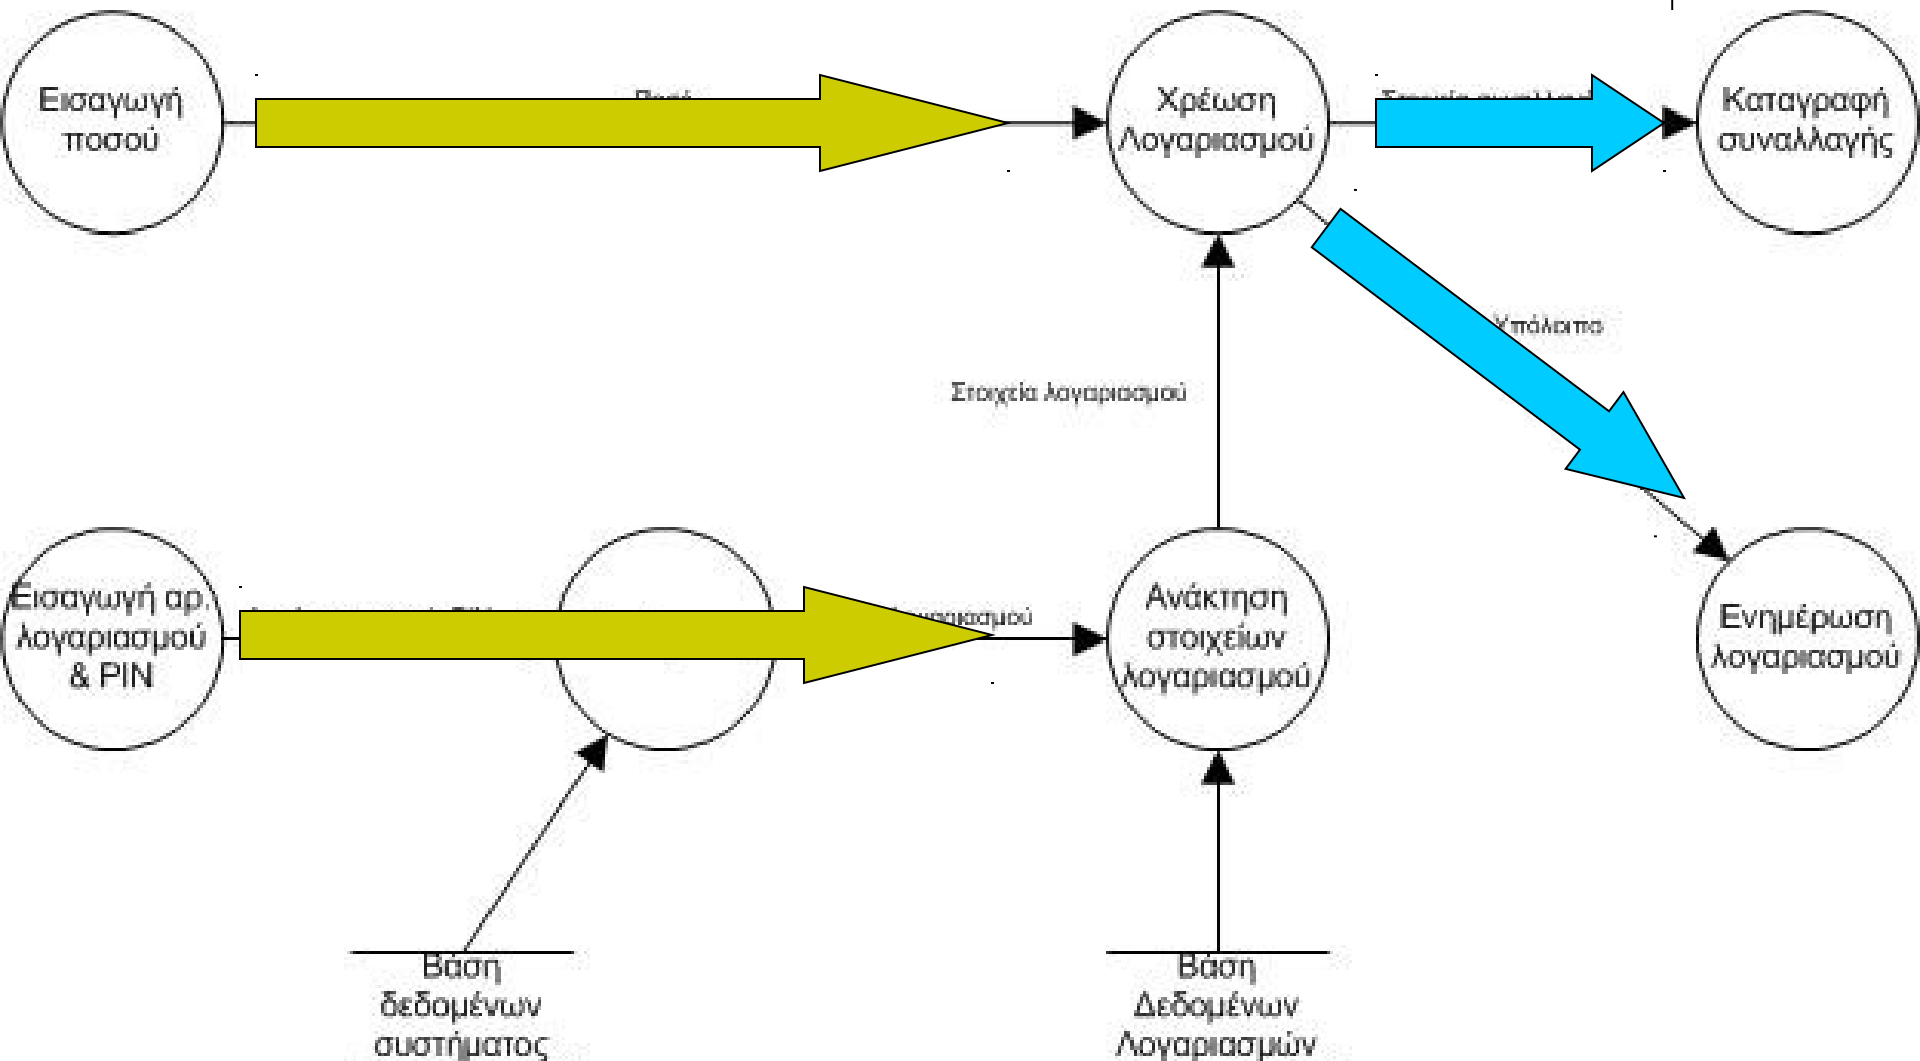 Εισαγωγή
ποσού
Χρέωση
Λογαριασμού
Καταγραφή
συναλλαγής
Υπόλοιπο
Στοιχεία λογαριασμού
Εισαγωγή αρ.
λογαριασμού
& PIN
Ανάκτηση
στοιχείων
λογαριασμού
Ενημέρωση
λογαριασμού
Βάση
δεδομένων
συστήματος
Βάση
Δεδομένων
Λογαριασμών